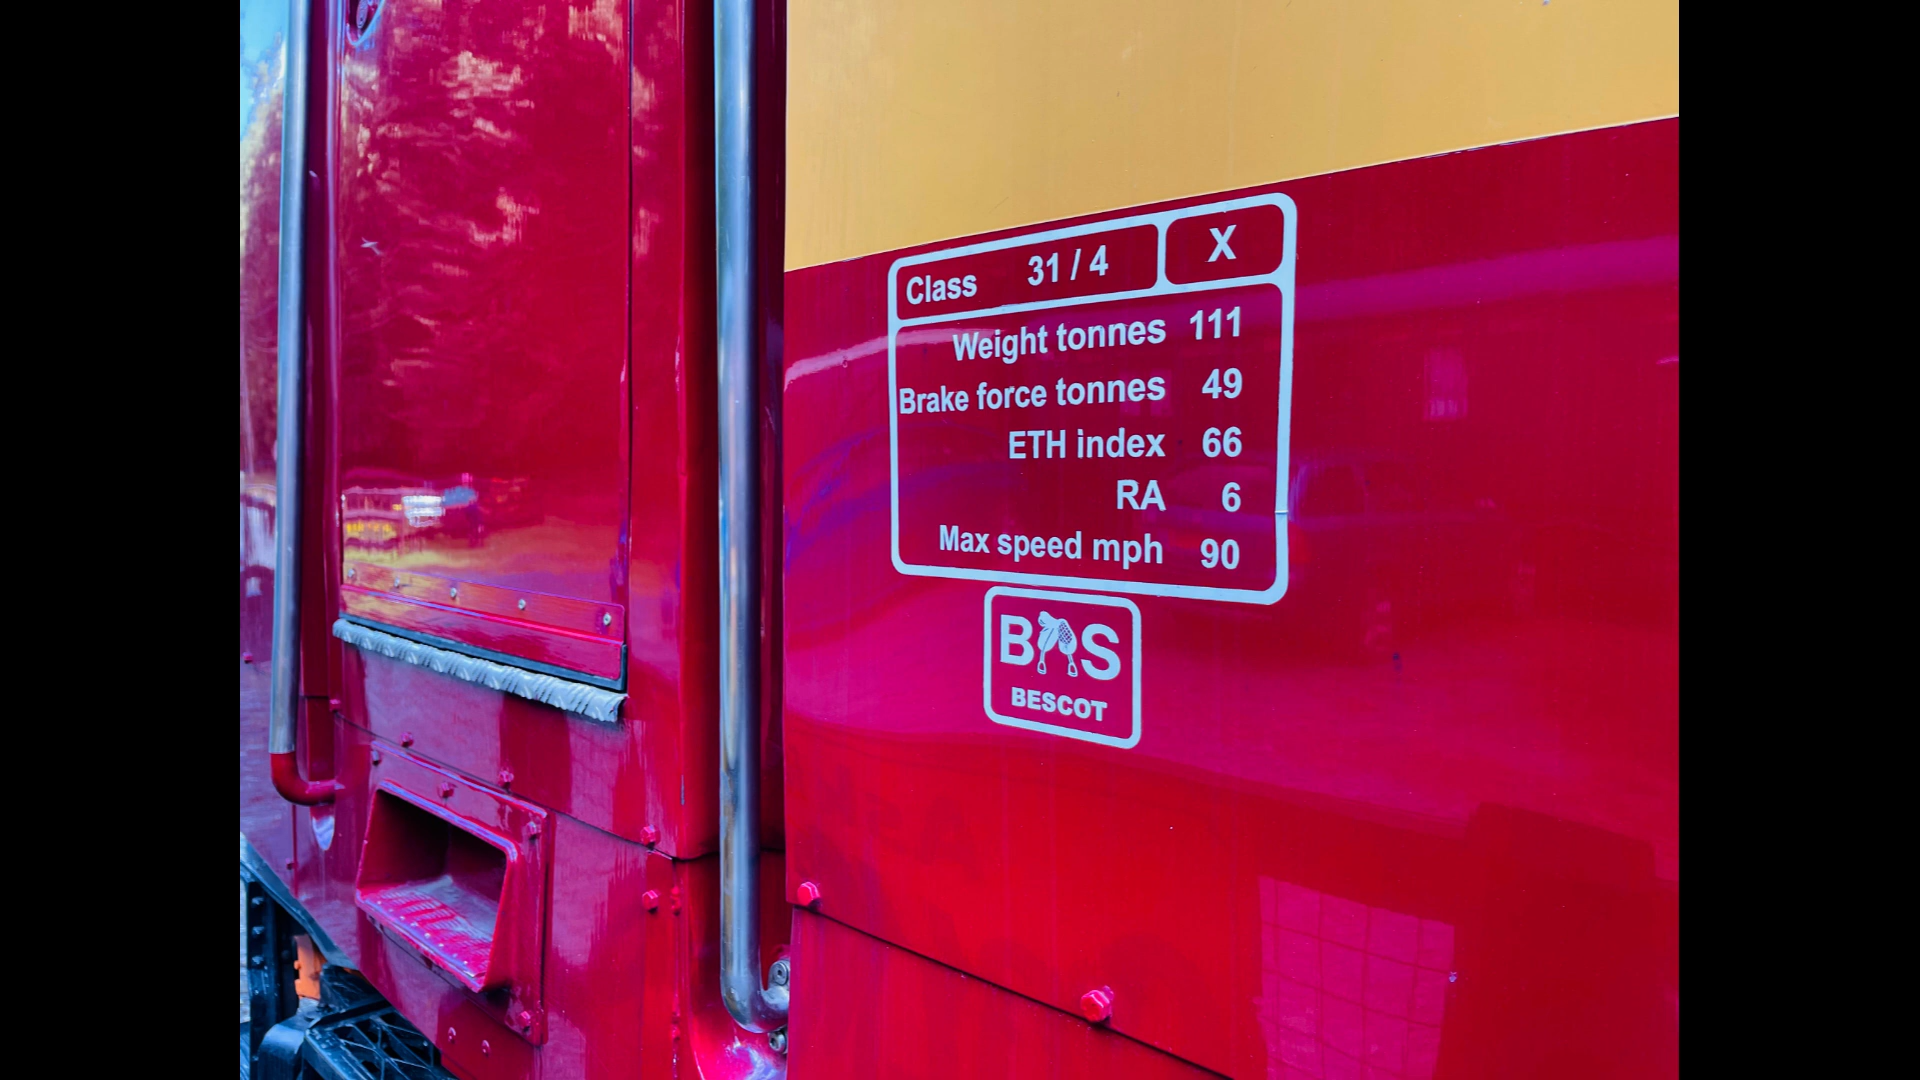 Class 31 / 4 X
Weight tonnes 111
Brake force tonnes 49
ETH index 66
RA 6
Max speed mph 90
BS
BESCOT